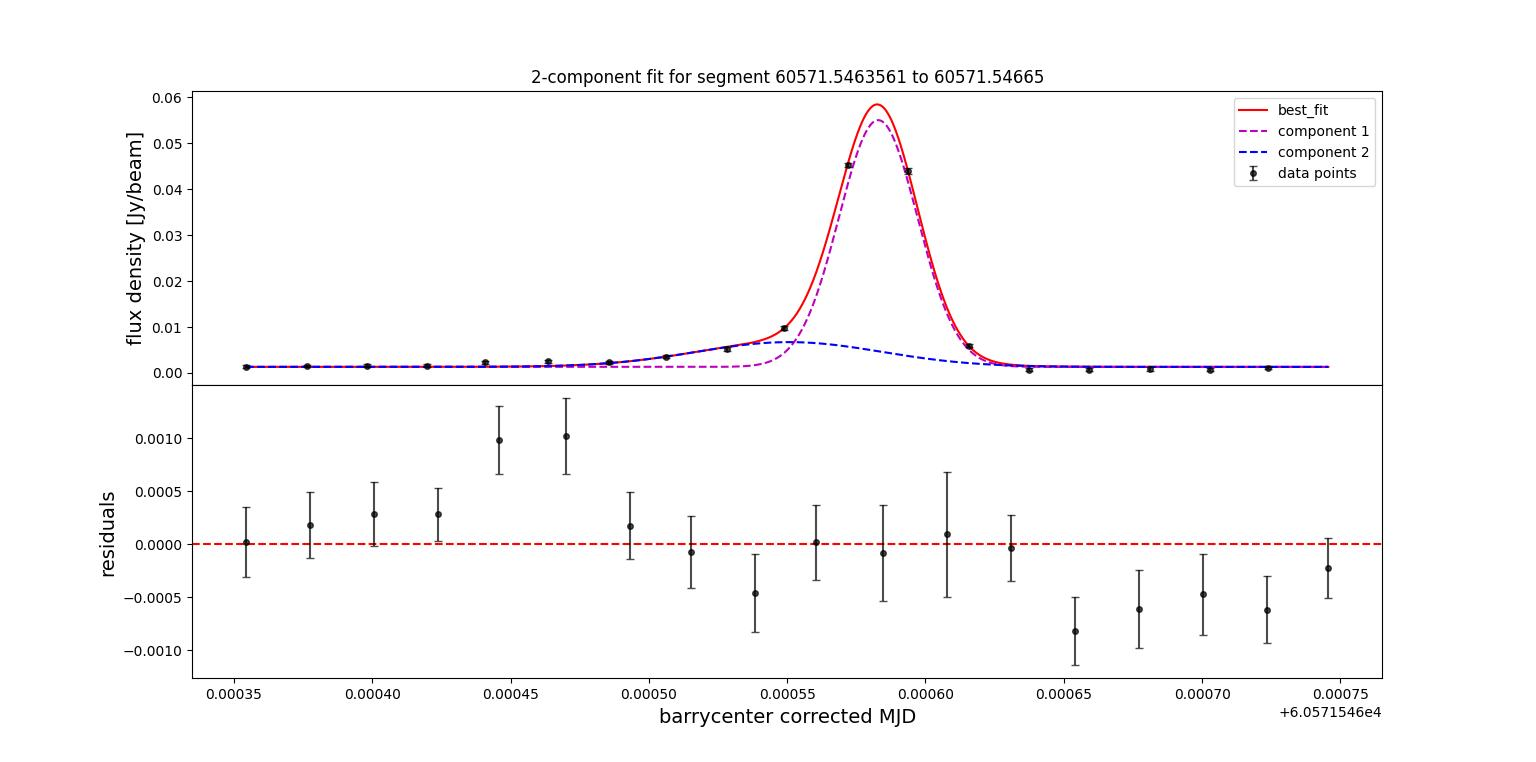 2-component fit for segment 60571.5463561 to 60571.54665
0.06
0.05
0.04
0.03
0.02
0.01
0.00
flux density [Jy/beam]
best_fit
component 1
component 2
data points
0.0010
0.0005
0.0000
−0.0005
−0.0010
residuals
0.00035 0.00040 0.00045 0.00050 0.00055 0.00060 0.00065 0.00070 0.00075
+6.0571546e4
barrycenter corrected MJD